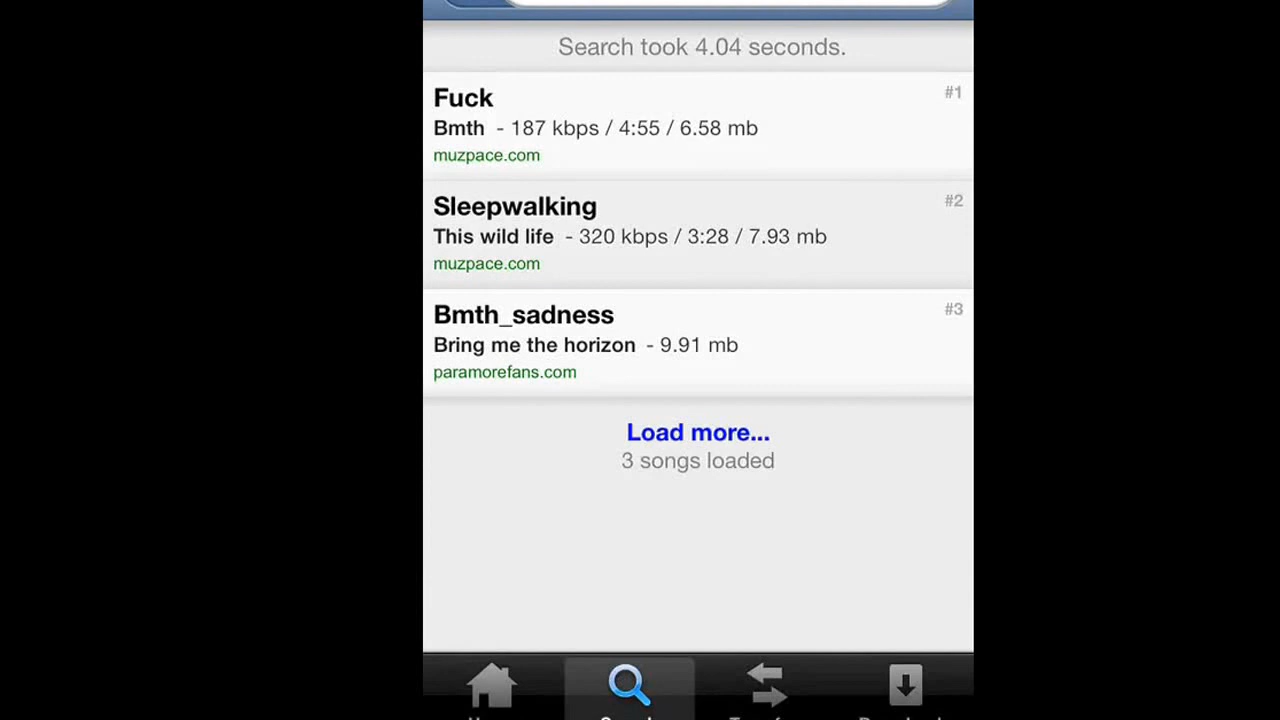 Search took 4.04 seconds.
Fuck
#1
Bmth - 187 kbps / 4:55 / 6.58 mb
muzpace.com
Sleepwalking
#2
This wild life - 320 kbps / 3:28 / 7.93 mb
muzpace.com
Bmth_sadness
#3
Bring me the horizon - 9.91 mb
paramorefans.com
Load more...
3 songs loaded